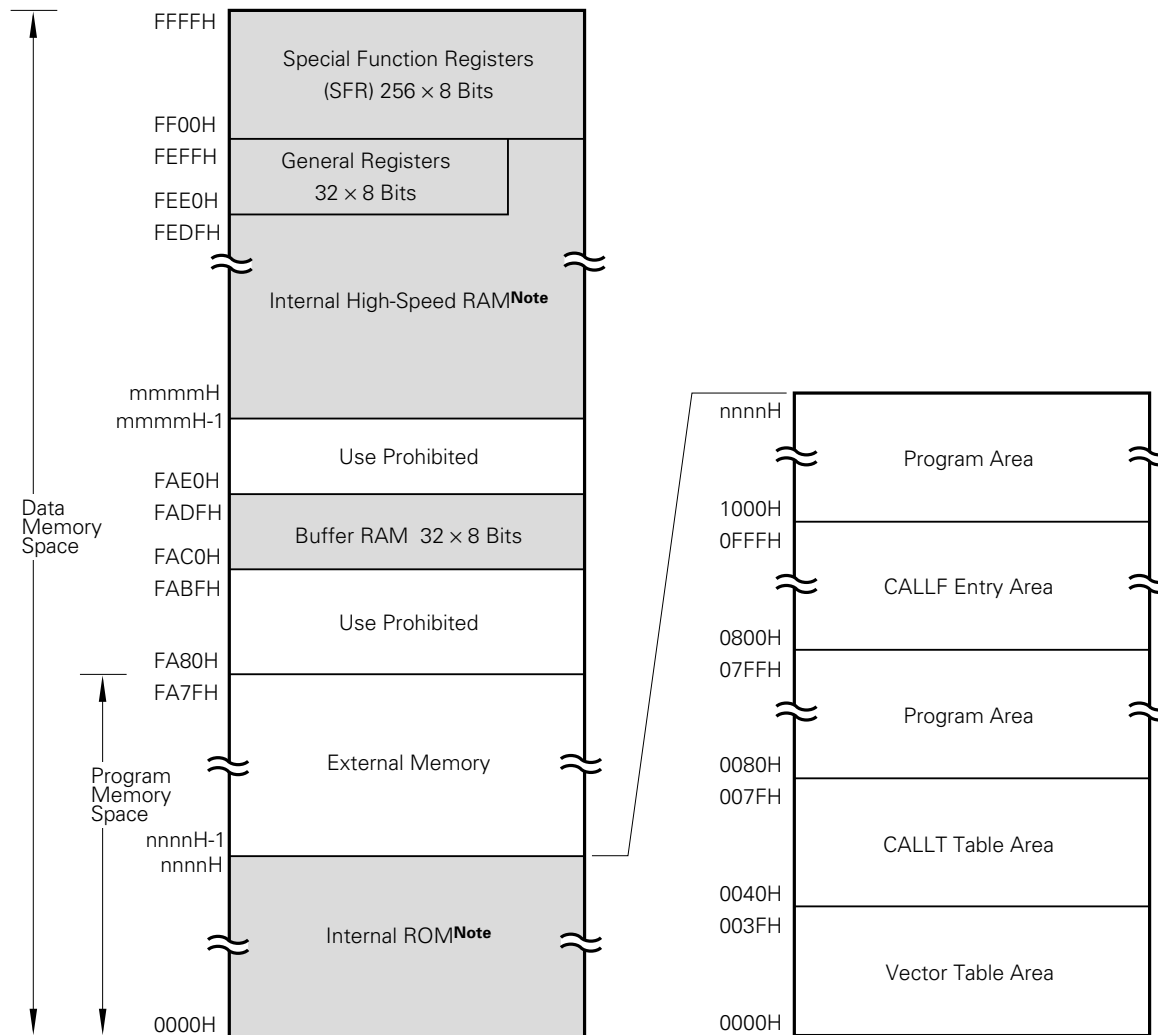 FFFFH
Special Function Registers
(SFR) 256 × 8 Bits
FF00H
FEFFH
General Registers
32 × 8 Bits
FEE0H
FEDFH
Internal High-Speed RAMNote
mmmmH
mmmmH-1
Use Prohibited
FAE0H
FADFH
Buffer RAM 32 × 8 Bits
FAC0H
FABFH
Use Prohibited
FA80H
FA7FH
External Memory
nnnnH-1
nnnnH
Internal ROMNote
0000H
Data
Memory
Space
Program
Memory
Space
nnnnH
Program Area
1000H
0FFFH
CALLF Entry Area
0800H
07FFH
Program Area
0080H
007FH
CALLT Table Area
0040H
003FH
Vector Table Area
0000H